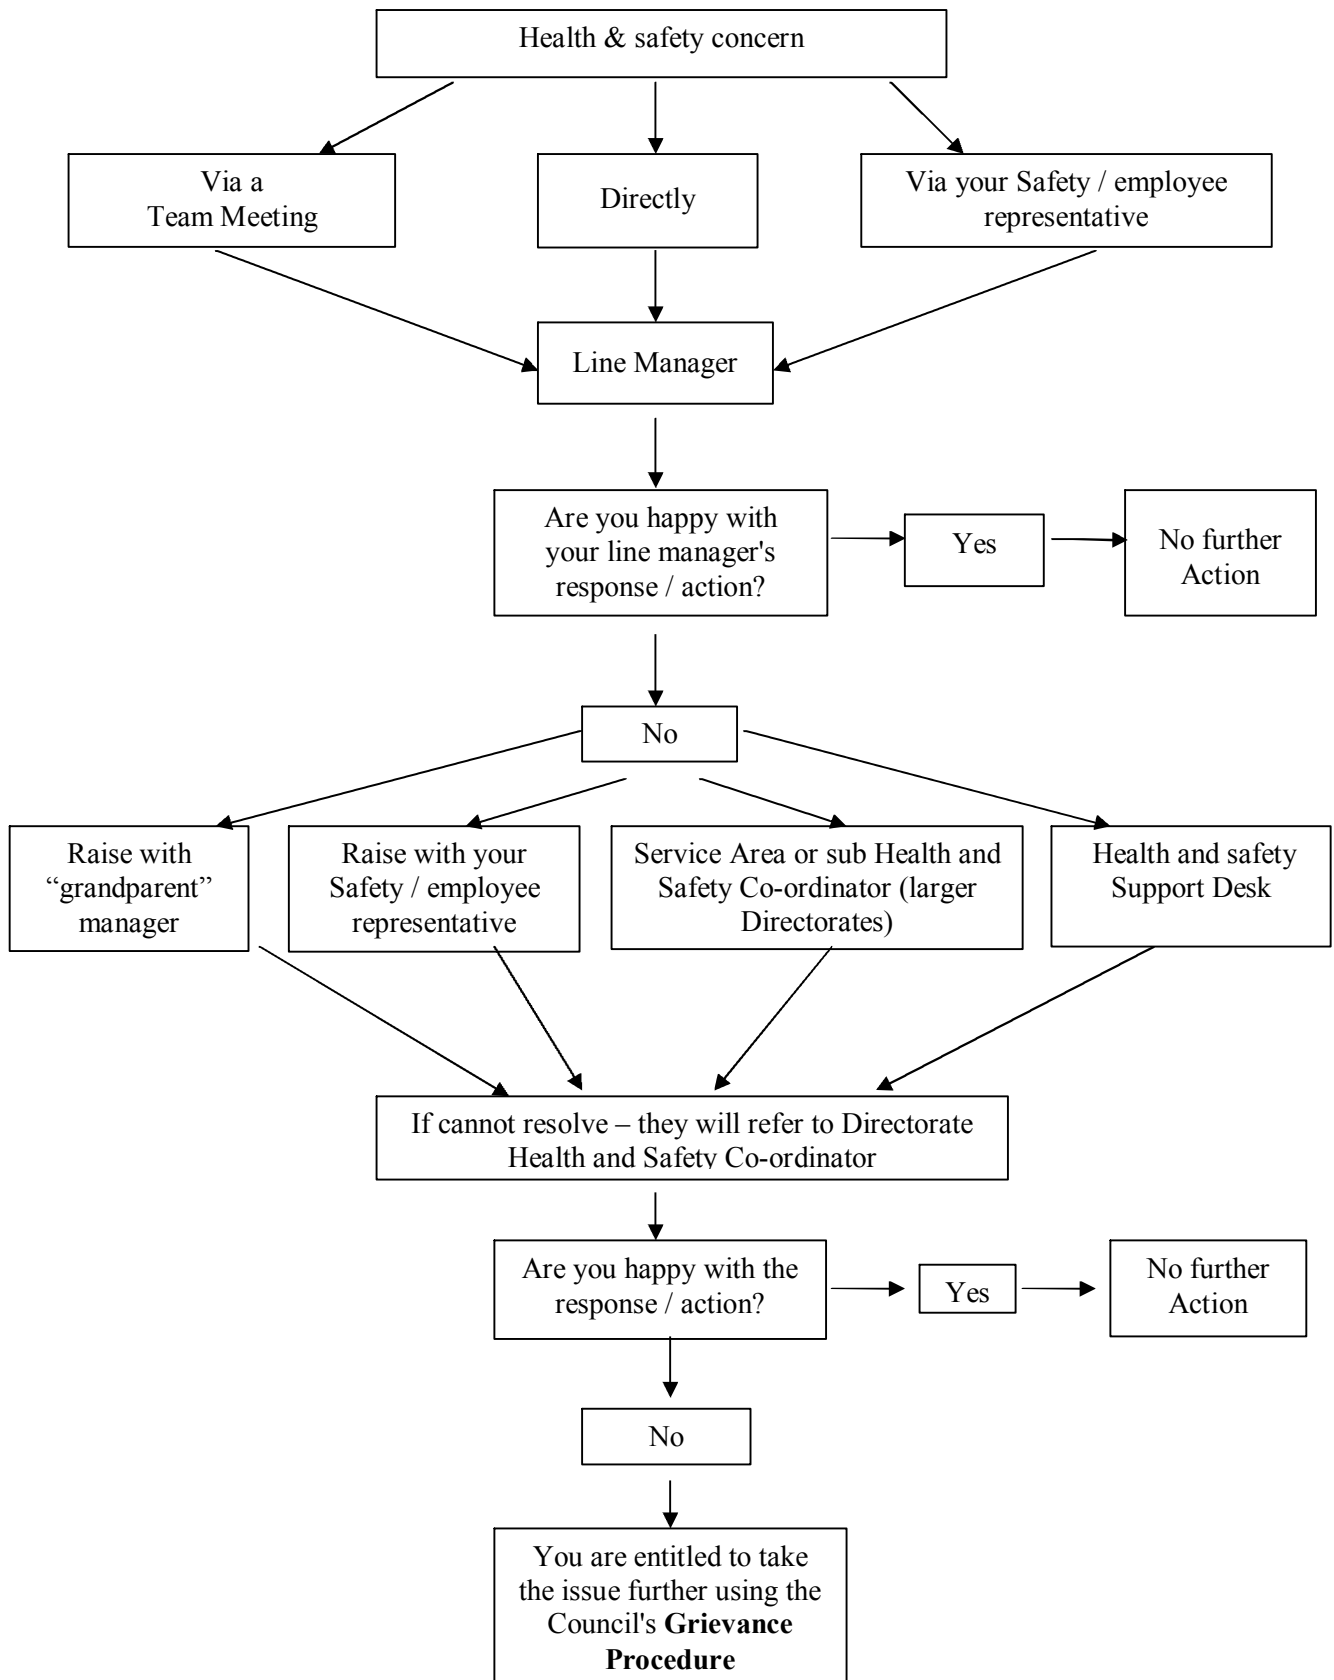 Health & safety concern
Via a
Team Meeting
Directly
Via your Safety / employee
representative
Line Manager
Are you happy with
your line manager's
response / action?
Yes
No further
Action
No
Raise with
“grandparent”
manager
Raise with your
Safety / employee
representative
Service Area or sub Health and
Safety Co-ordinator (larger
Directorates)
Health and safety
Support Desk
If cannot resolve – they will refer to Directorate
Health and Safety Co-ordinator
Are you happy with the
response / action?
Yes
No further
Action
No
You are entitled to take
the issue further using the
Council's Grievance
Procedure